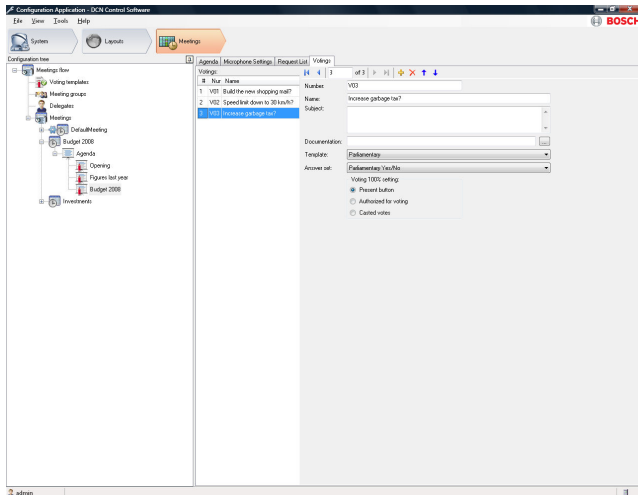 Configuration Application - DCN Control Software
File View Tools Help
BOSCH
System Layouts Meetings
Configuration tree
Meetings flow
Voting templates
Meeting groups
Delegates
Meetings
DefaultMeeting
Budget 2008
Agenda
Opening
Figures last year
Budget 2008
Investments
Agenda Microphone Settings Request List Votings
Votings
# Nur Name
1 V01 Build the new shopping mall?
2 V02 Speed limit down to 30 km/h?
3 V03 Increase garbage tax?
3 of 3
Number: V03
Name: Increase garbage tax?
Subject:
Documentation: ...
Template: Parliamentary
Answer set: Parliamentary Yes/No
Voting 100% setting:
Present button
Authorized for voting
Casted votes
admin